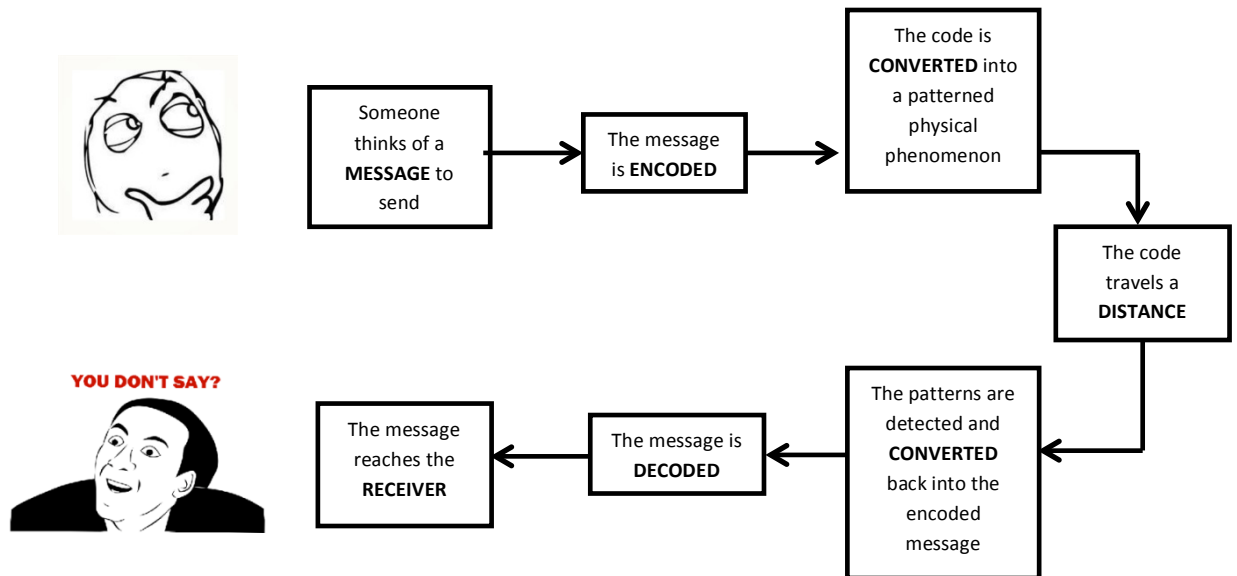 Someone
thinks of a
MESSAGE to
send
The message
is ENCODED
The code is
CONVERTED into
a patterned
physical
phenomenon
The code
travels a
DISTANCE
The patterns are
detected and
CONVERTED
back into the
encoded
message
The message is
DECODED
The message
reaches the
RECEIVER
YOU DON'T SAY?